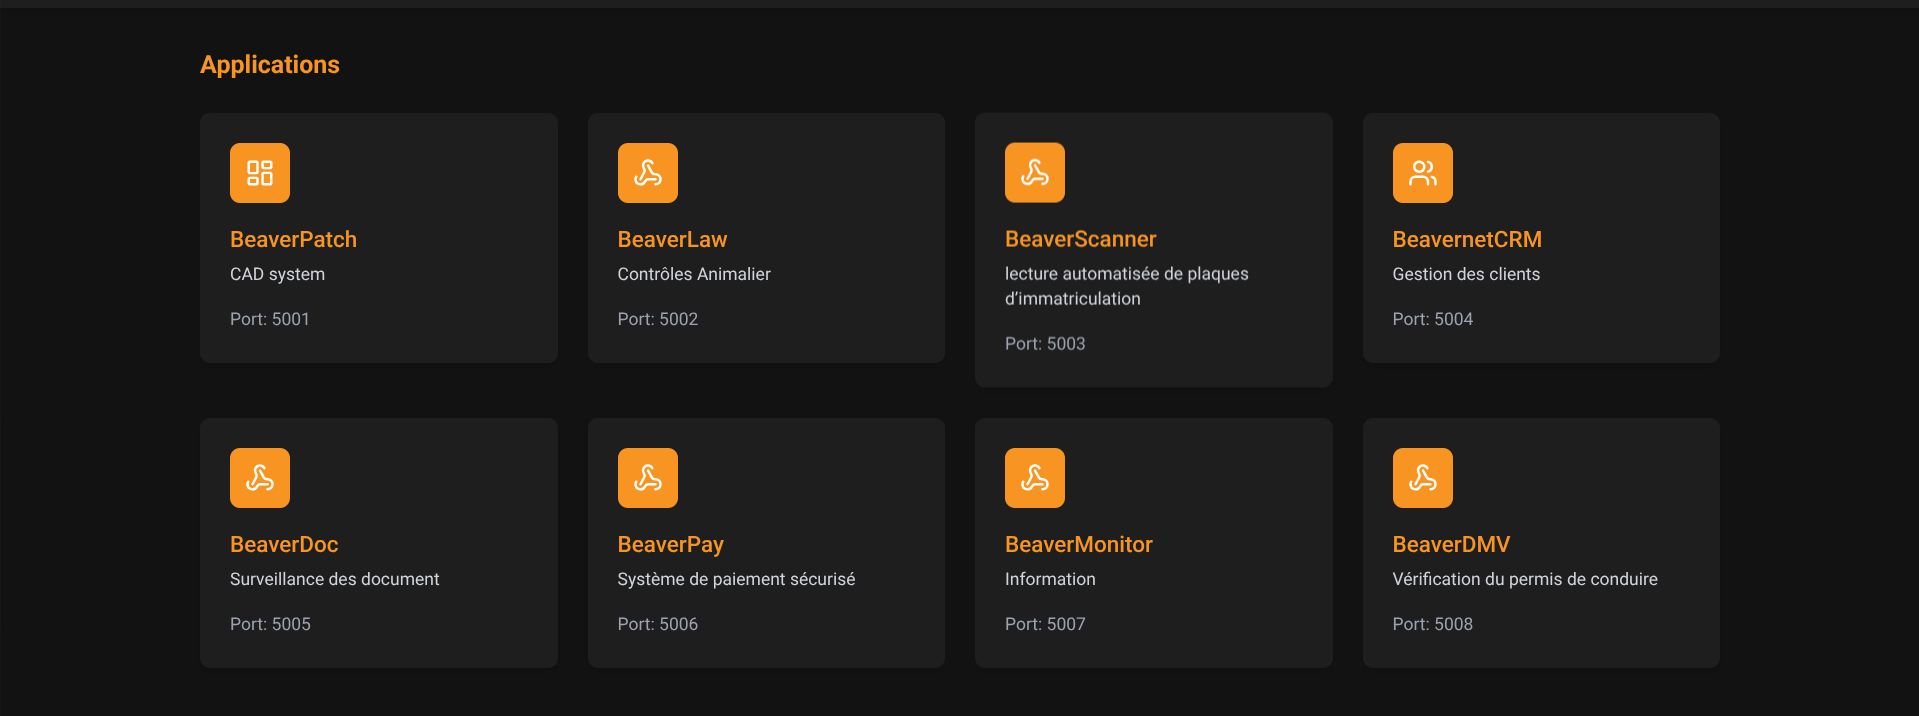 Applications
BeaverPatch
CAD system
Port: 5001
BeaverLaw
Contrôles Animalier
Port: 5002
BeaverScanner
lecture automatisée de plaques
d’immatriculation
Port: 5003
BeavernetCRM
Gestion des clients
Port: 5004
BeaverDoc
Surveillance des document
Port: 5005
BeaverPay
Système de paiement sécurisé
Port: 5006
BeaverMonitor
Information
Port: 5007
BeaverDMV
Vérification du permis de conduire
Port: 5008